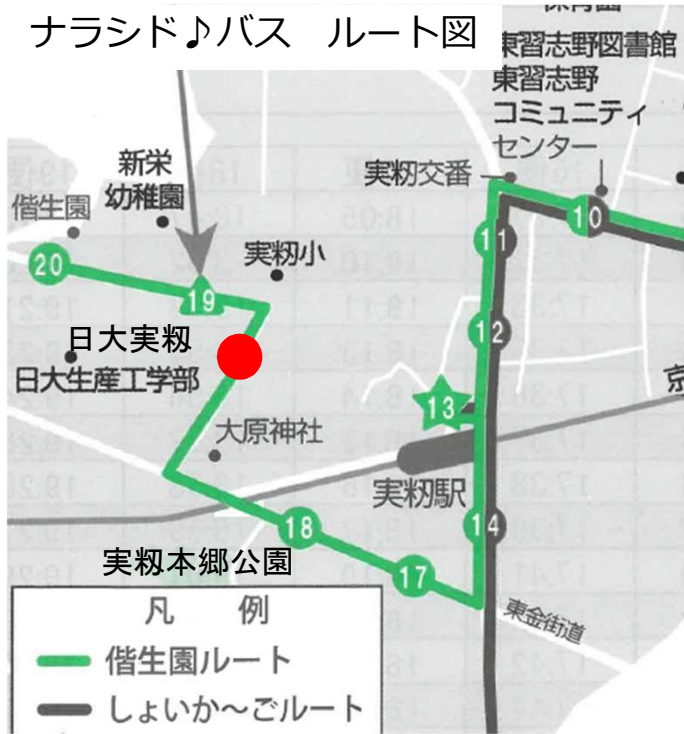 ナラシド♪バス　ルート図
東習志野図書館
東習志野
コミュニティ
センター
新栄
幼稚園
実籾交番
偕生園
10
11
20
実籾小
19
12
日大実籾
日大生産工学部
13
大原神社
実籾駅
18
14
実籾本郷公園
17
東金街道
凡　例
偕生園ルート
しょいか～ごルート